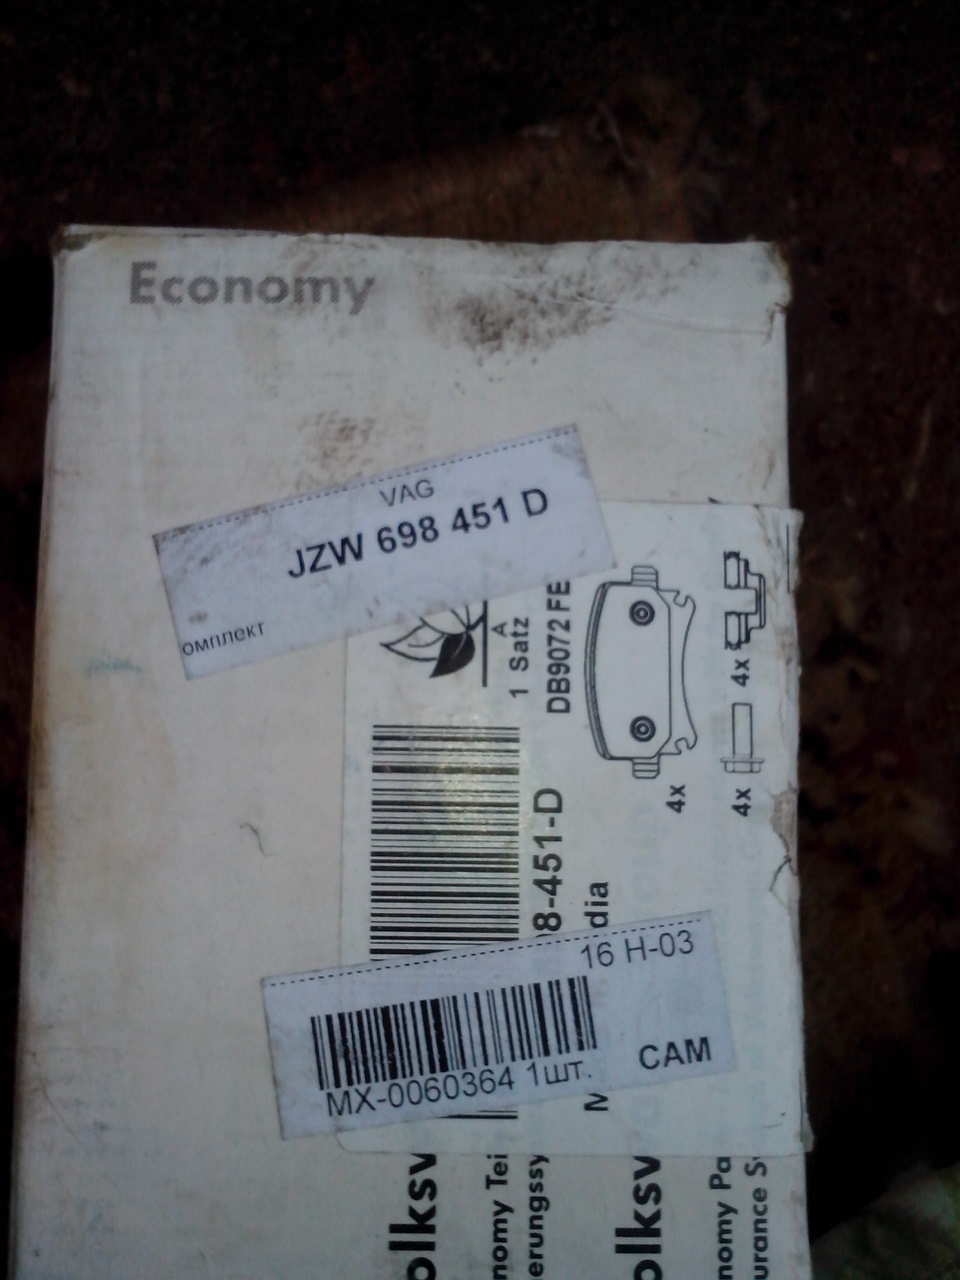 Economy
VAG
JZW 698 451 D
омплект
A
1 Satz
DB9072 FE
4x
4x
4x
8-451-D
dia
16 H-03
MX-0060364 1шт.
CAM
olksv
nomy Tei
erungssy
olksv
nomy Pa
urance S